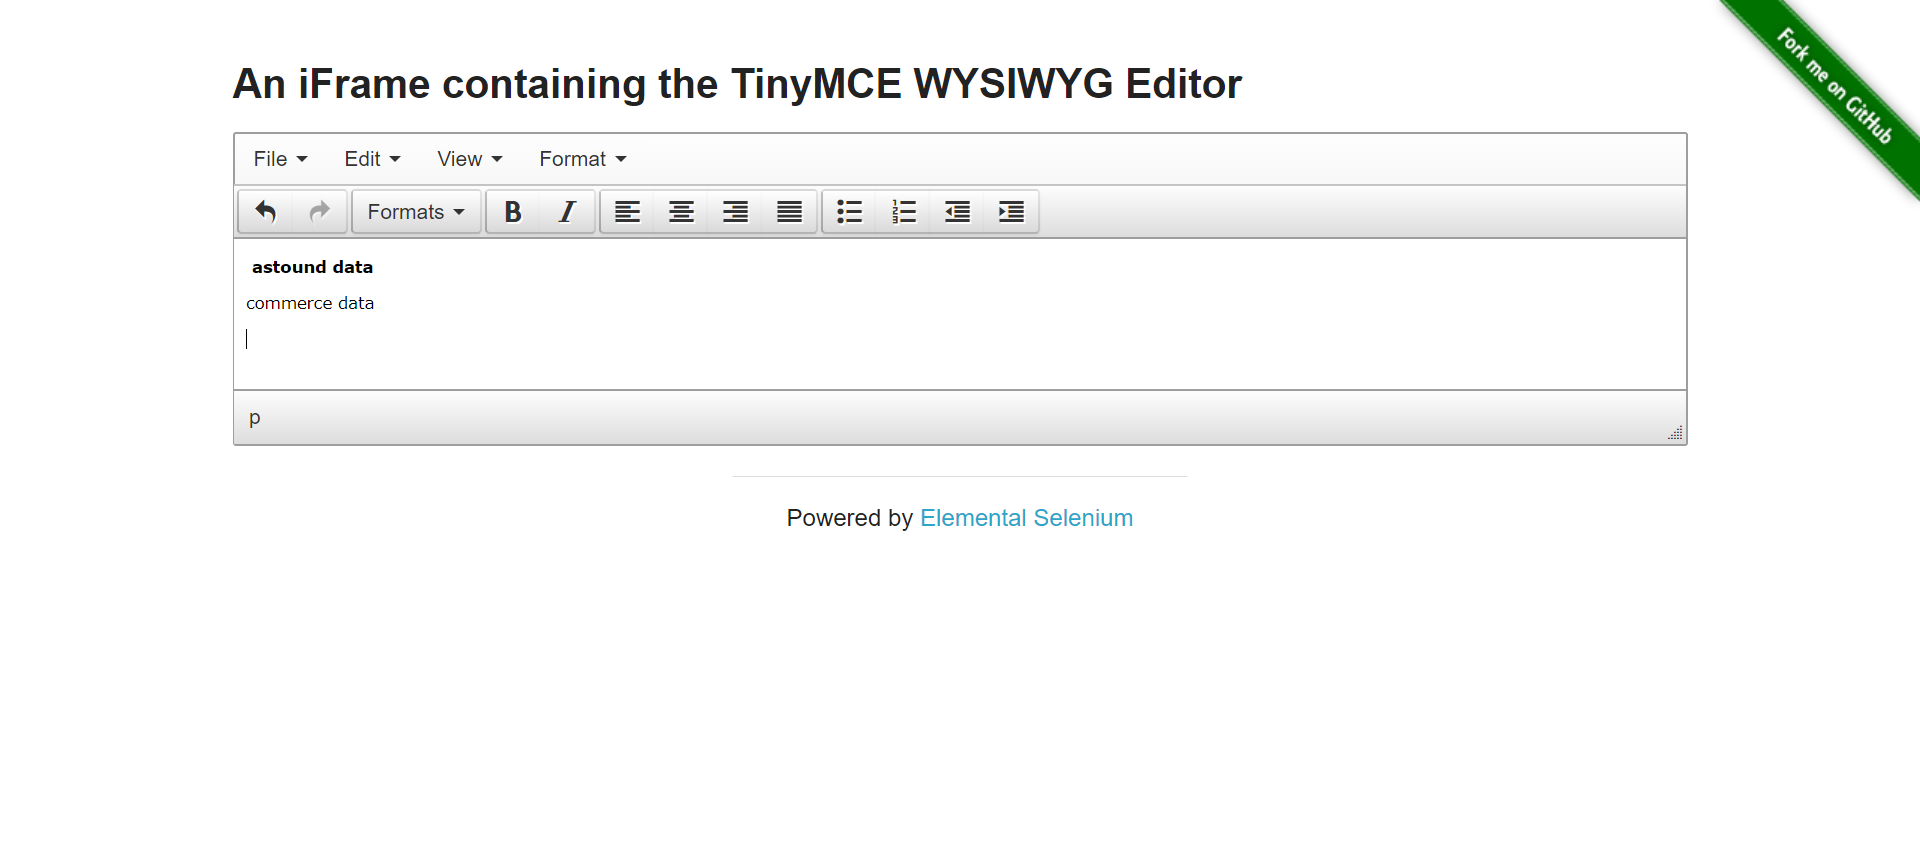 Fork me on GitHub
An iFrame containing the TinyMCE WYSIWYG Editor
File Edit View Format
Formats B I
astound data
commerce data
p
Powered by Elemental Selenium